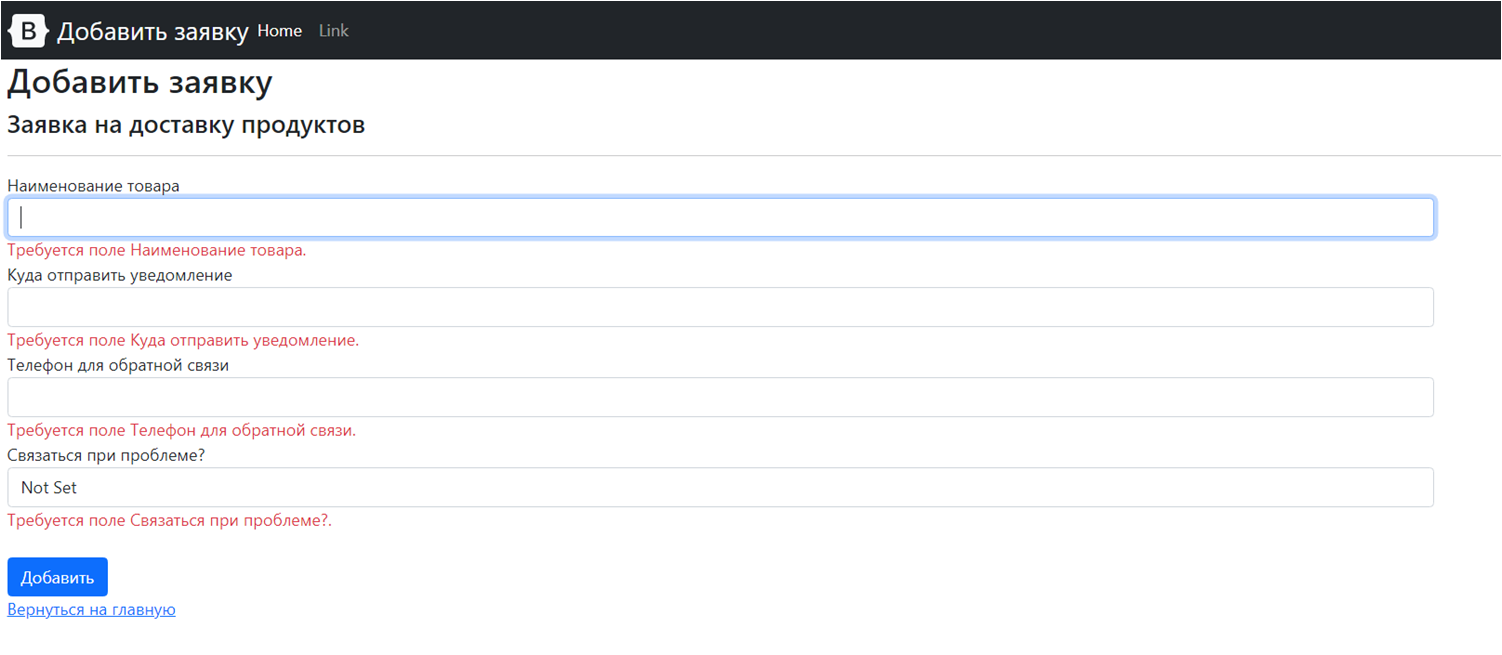 B Добавить заявку Home Link
Добавить заявку
Заявка на доставку продуктов
Наименование товара
Требуется поле Наименование товара.
Куда отправить уведомление
Требуется поле Куда отправить уведомление.
Телефон для обратной связи
Требуется поле Телефон для обратной связи.
Связаться при проблеме?
Not Set
Требуется поле Связаться при проблеме?.
Добавить
Вернуться на главную